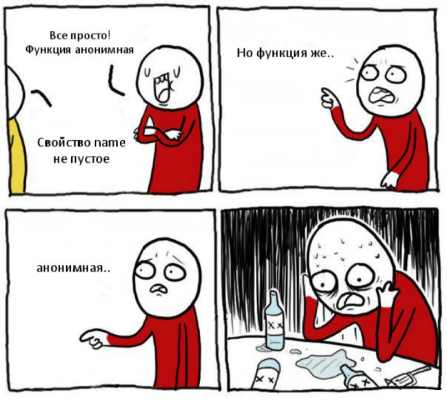 Все просто!
Функция анонимная
Свойство name
не пустое
Но функция же..
анонимная..
x x
x x
x x